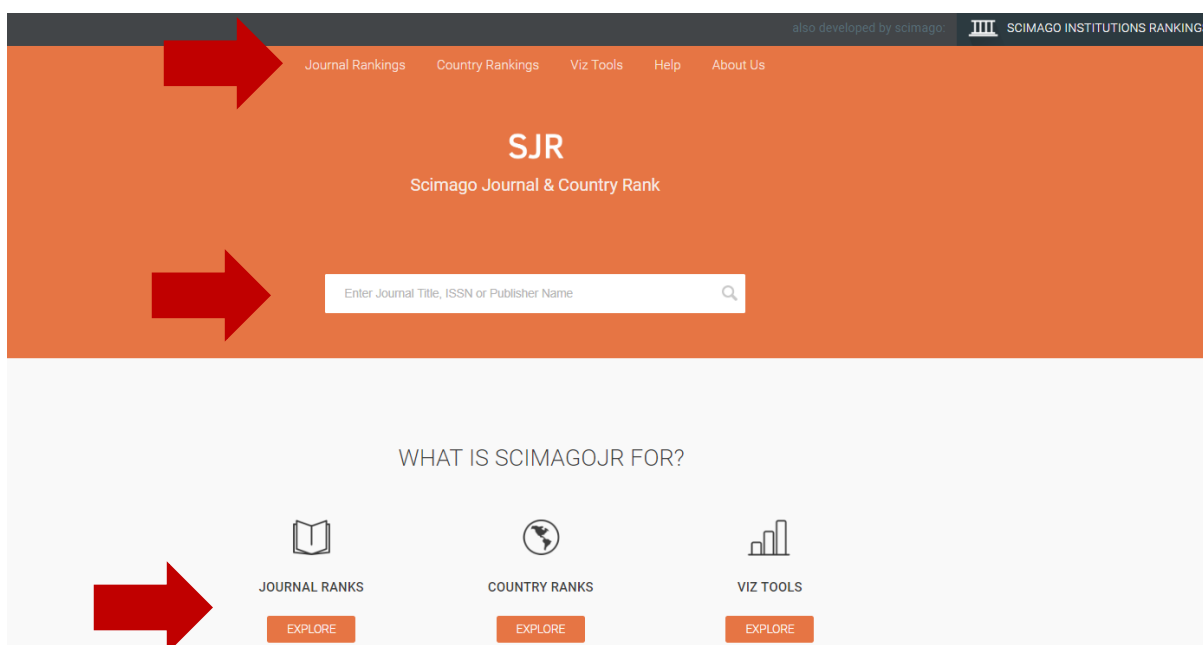 also developed by scimago: SCIMAGO INSTITUTIONS RANKING
Journal Rankings Country Rankings Viz Tools Help About Us
SJR
Scimago Journal & Country Rank
Enter Journal Title, ISSN or Publisher Name
WHAT IS SCIMAGOJR FOR?
JOURNAL RANKS COUNTRY RANKS VIZ TOOLS
EXPLORE EXPLORE EXPLORE